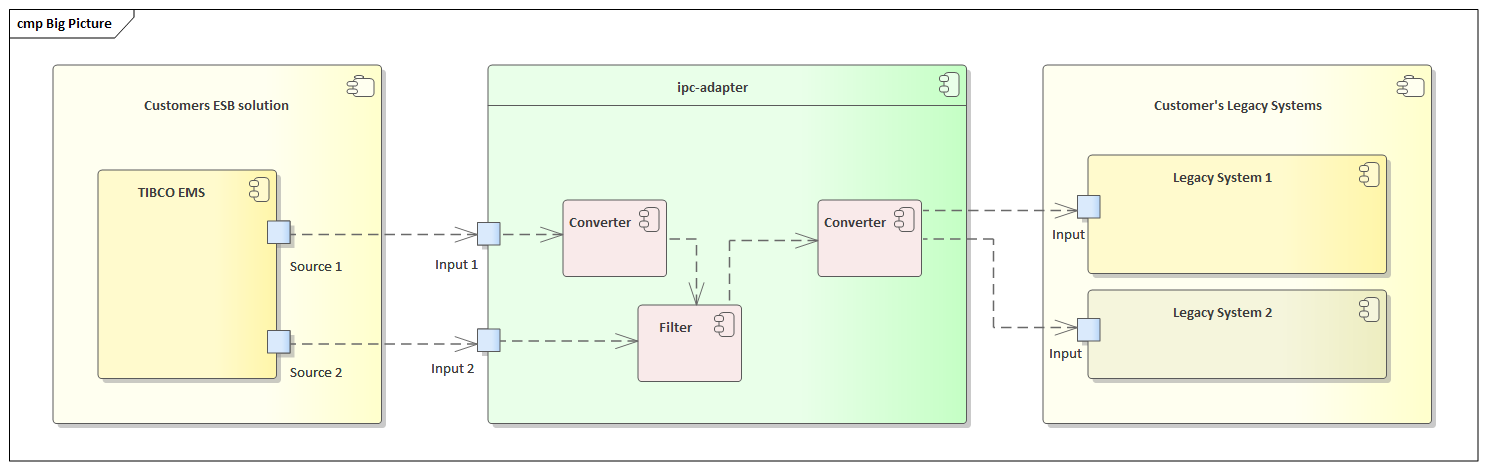 cmp Big Picture
Customers ESB solution
TIBCO EMS
Source 1
Source 2
ipc-adapter
Input 1
Input 2
Converter
Filter
Converter
Customer's Legacy Systems
Legacy System 1
Input
Legacy System 2
Input